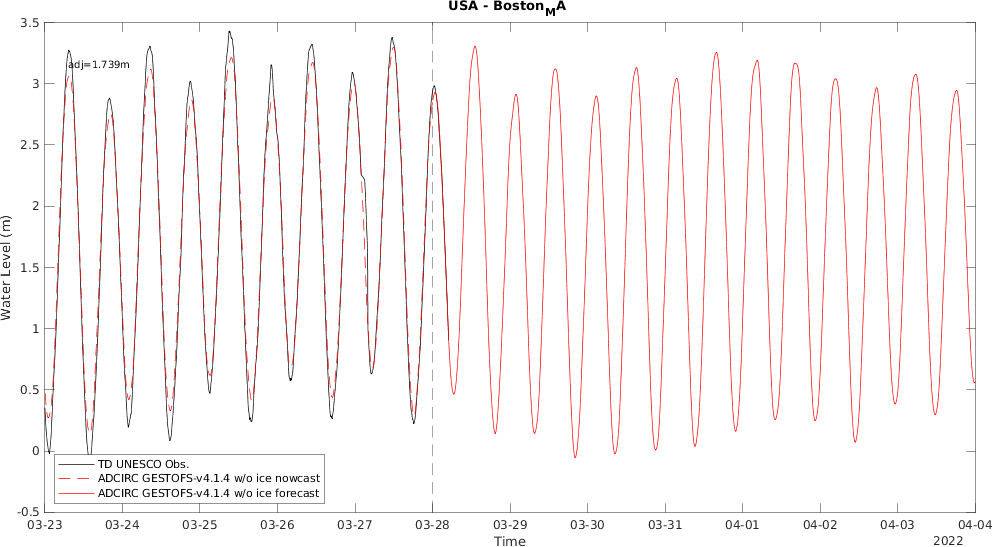 USA - Boston_MA
adj=1.739m
3.5
3
2.5
2
1.5
1
0.5
0
-0.5
Water Level (m)
TD UNESCO Obs.
ADCIRC GESTOFS-v4.1.4 w/o ice nowcast
ADCIRC GESTOFS-v4.1.4 w/o ice forecast
03-23 03-24 03-25 03-26 03-27 03-28 03-29 03-30 03-31 04-01 04-02 04-03 04-04
Time
2022